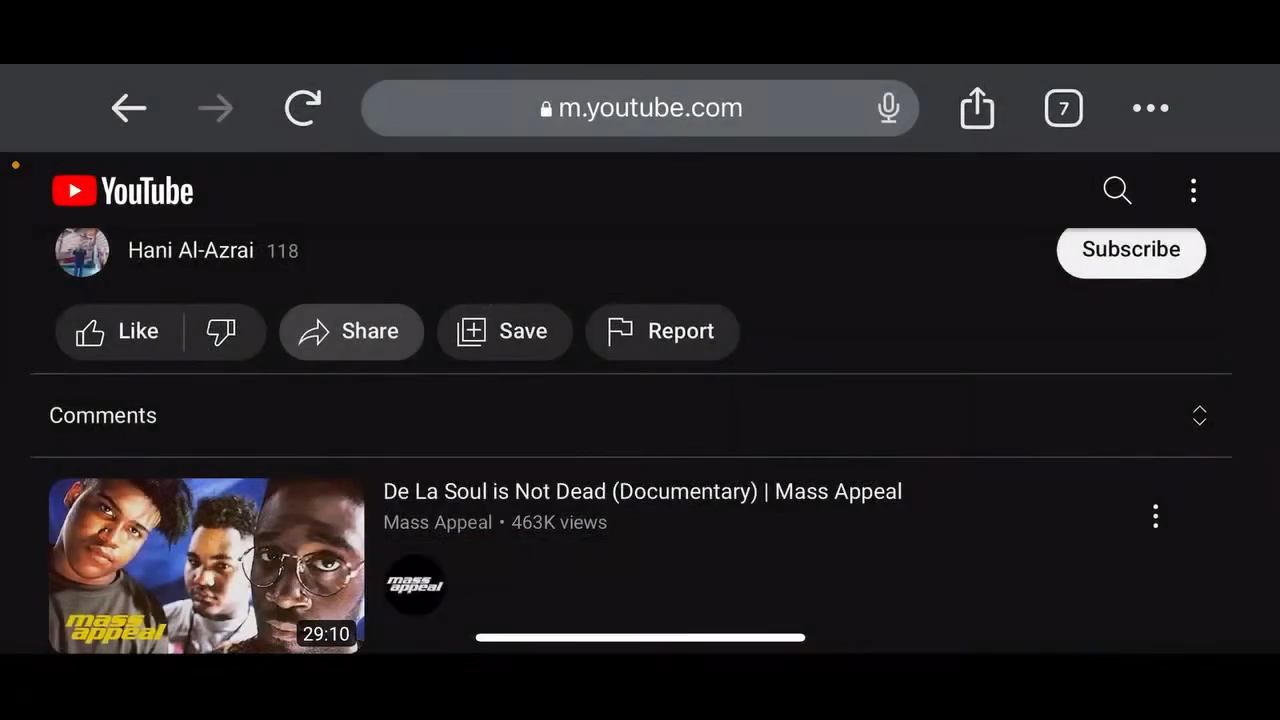 m.youtube.com
7
YouTube
Hani Al-Azrai 118
Subscribe
Like
Share
Save
Report
Comments
De La Soul is Not Dead (Documentary) | Mass Appeal
Mass Appeal • 463K views
mass
appeal
mass
appeal
29:10